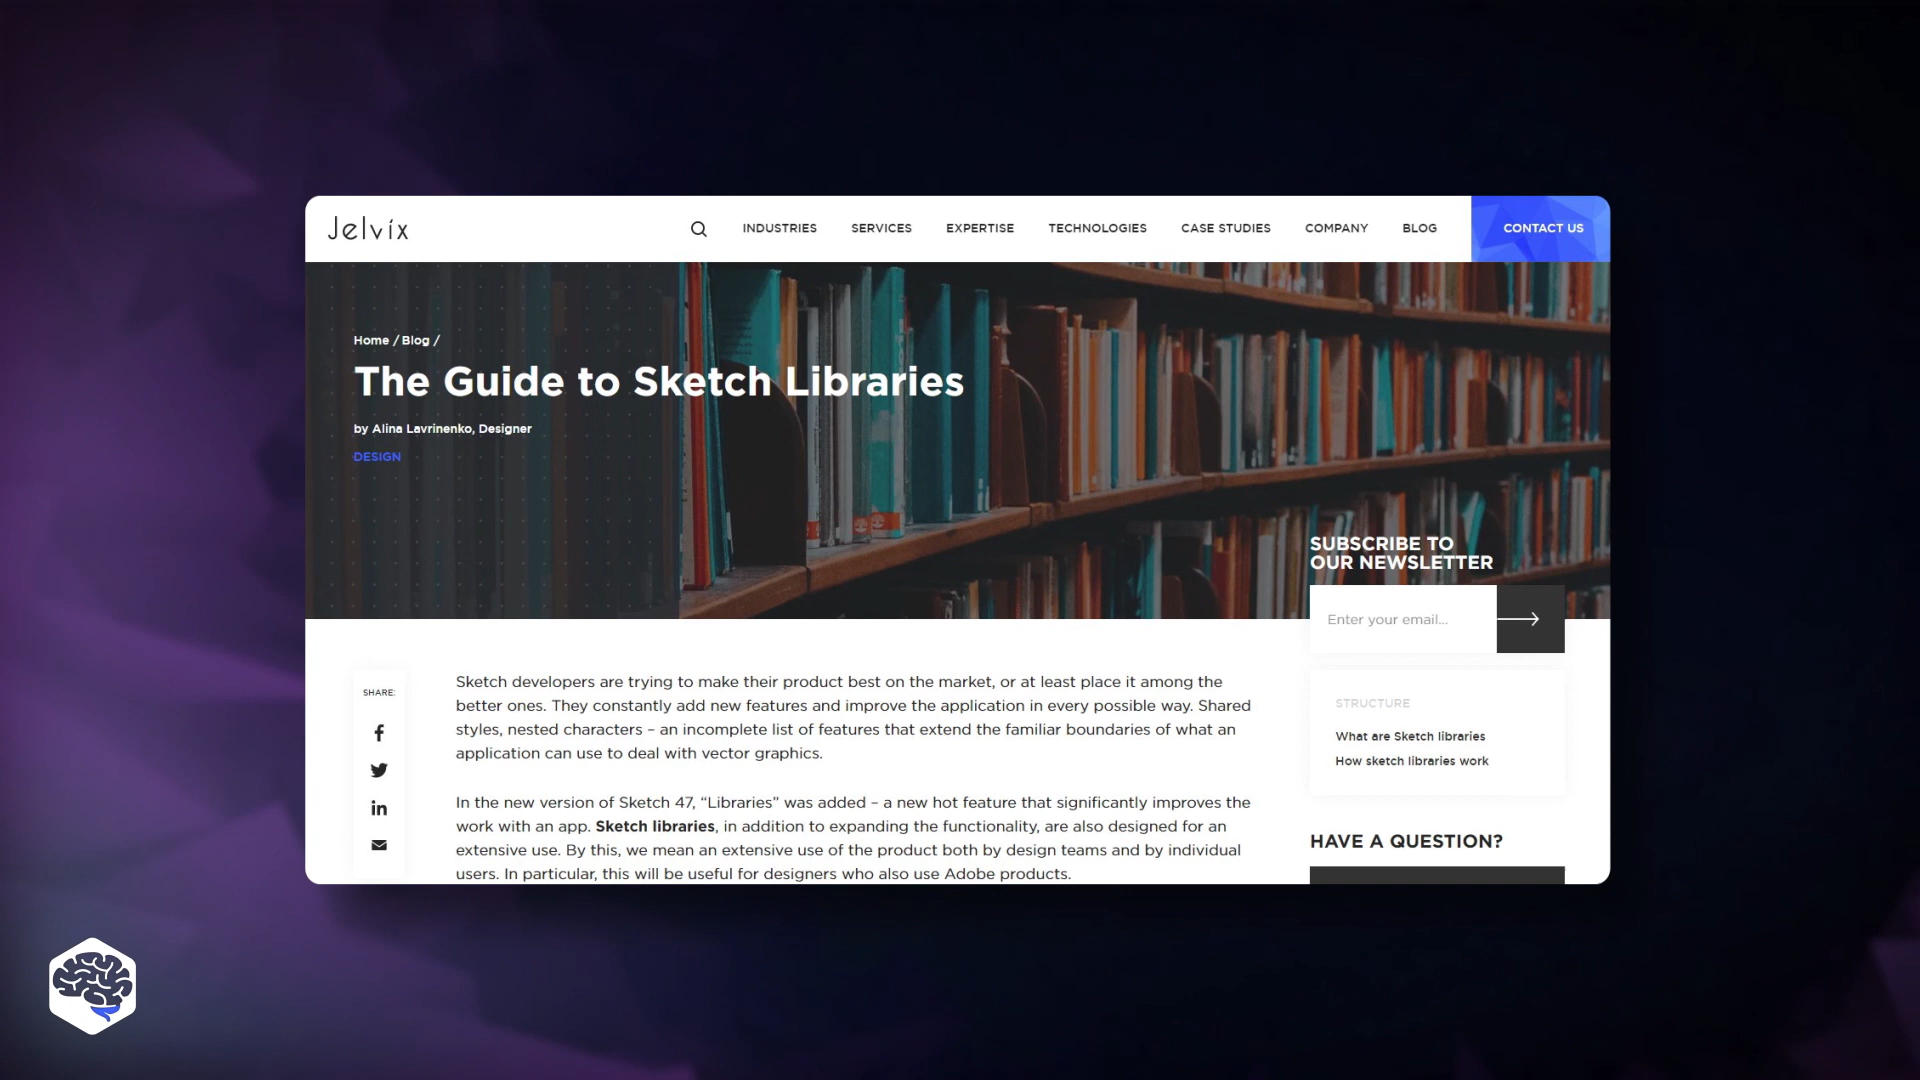 Jelvix
INDUSTRIES
SERVICES
EXPERTISE
TECHNOLOGIES
CASE STUDIES
COMPANY
BLOG
CONTACT US
Home / Blog /
The Guide to Sketch Libraries
by Alina Lavrinenko, Designer
DESIGN
SUBSCRIBE TO
OUR NEWSLETTER
Enter your email...
SHARE:
Sketch developers are trying to make their product best on the market, or at least place it among the
better ones. They constantly add new features and improve the application in every possible way. Shared
styles, nested characters – an incomplete list of features that extend the familiar boundaries of what an
application can use to deal with vector graphics.
In the new version of Sketch 47, “Libraries” was added – a new hot feature that significantly improves the
work with an app. Sketch libraries, in addition to expanding the functionality, are also designed for an
extensive use. By this, we mean an extensive use of the product both by design teams and by individual
users. In particular, this will be useful for designers who also use Adobe products.
STRUCTURE
What are Sketch libraries
How sketch libraries work
HAVE A QUESTION?